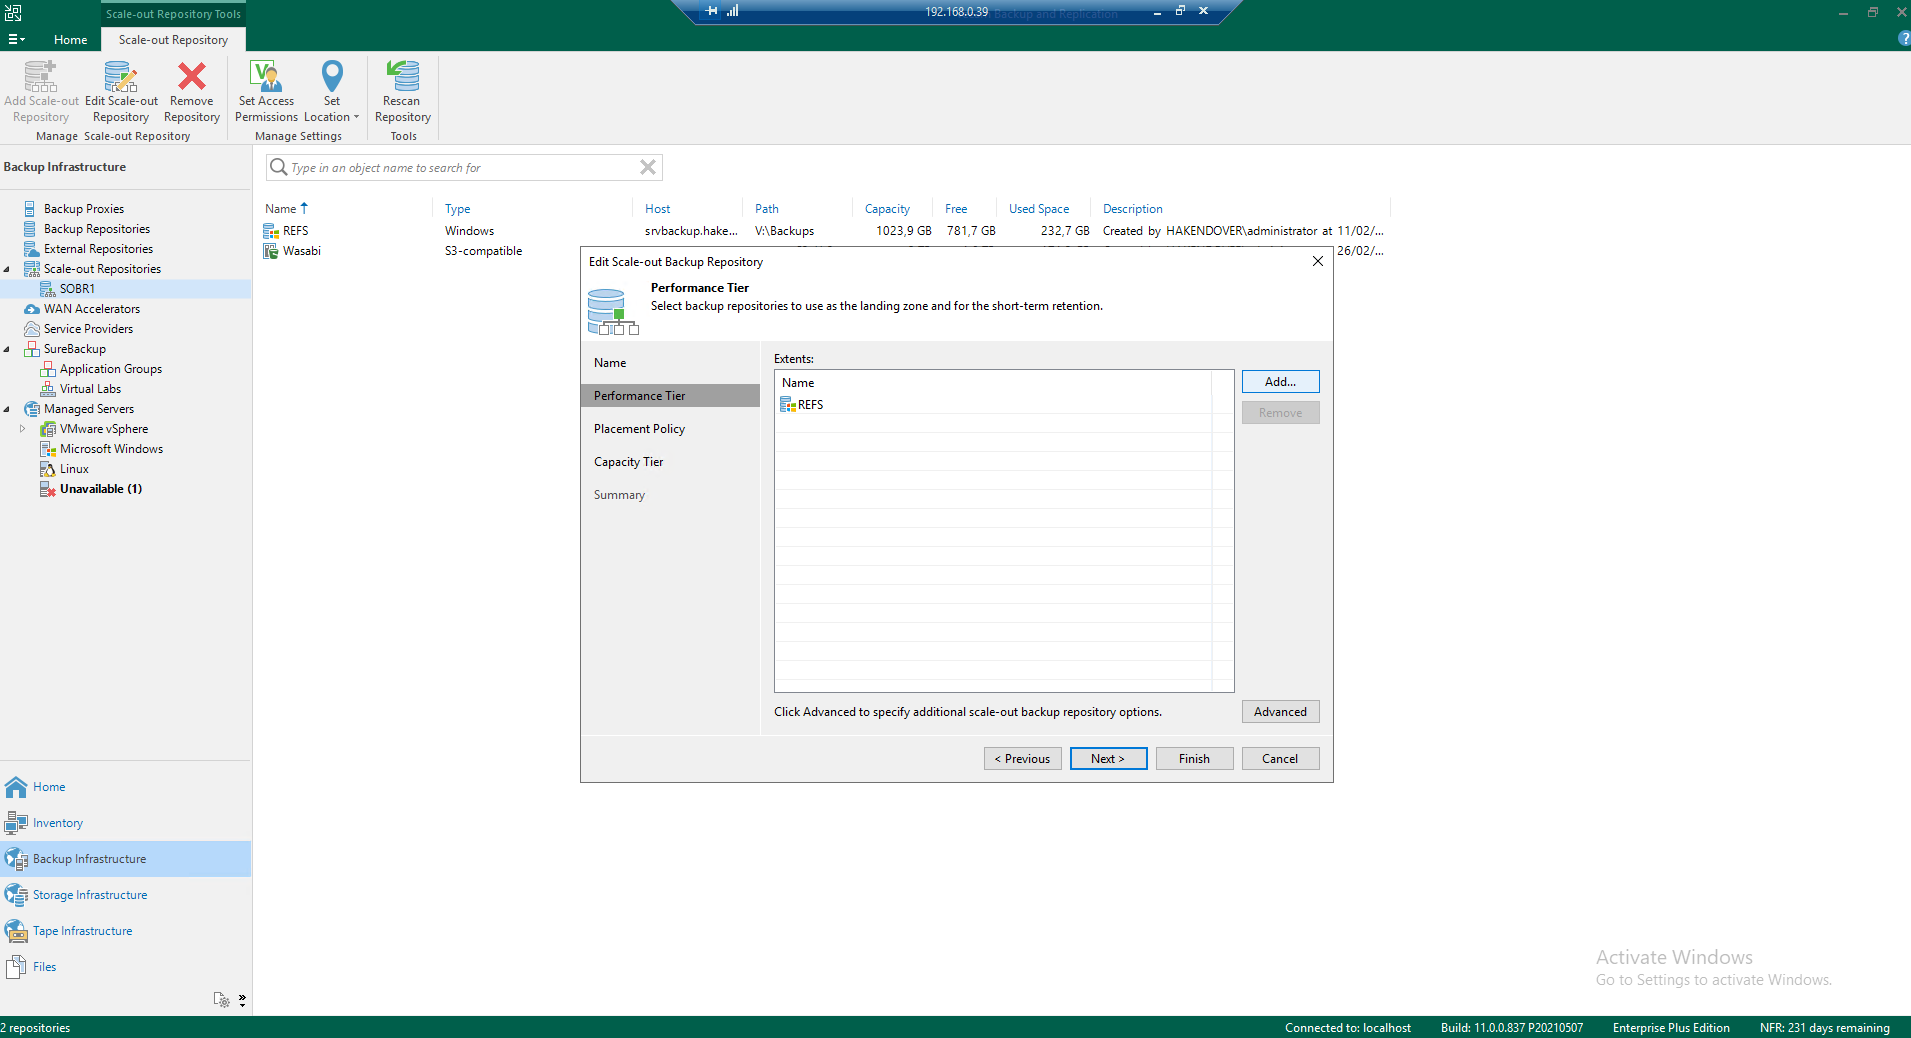 Scale-out Repository Tools
192.168.0.39
Backup and Replication
Home
Scale-out Repository
Add Scale-out Repository
Edit Scale-out Repository
Remove Repository
Set Access Permissions
Set Location
Rescan Repository
Manage Scale-out Repository
Manage Settings
Tools
Backup Infrastructure
Type in an object name to search for
Backup Proxies
Backup Repositories
External Repositories
Scale-out Repositories
SOBR1
WAN Accelerators
Service Providers
SureBackup
Application Groups
Virtual Labs
Managed Servers
VMware vSphere
Microsoft Windows
Linux
Unavailable (1)
Name Type Host Path Capacity Free Used Space Description
REFS Windows srvbackup.hake... V:\Backups 1023,9 GB 781,7 GB 232,7 GB Created by HAKENDOVER\administrator at 11/02/...
Wasabi S3-compatible 26/02/...
Edit Scale-out Backup Repository
Performance Tier
Select backup repositories to use as the landing zone and for the short-term retention.
Name
Performance Tier
Placement Policy
Capacity Tier
Summary
Extents:
Name
REFS
Add...
Remove
Click Advanced to specify additional scale-out backup repository options.
Advanced
< Previous
Next >
Finish
Cancel
Home
Inventory
Backup Infrastructure
Storage Infrastructure
Tape Infrastructure
Files
Activate Windows
Go to Settings to activate Windows.
2 repositories
Connected to: localhost
Build: 11.0.0.837 P20210507
Enterprise Plus Edition
NFR: 231 days remaining